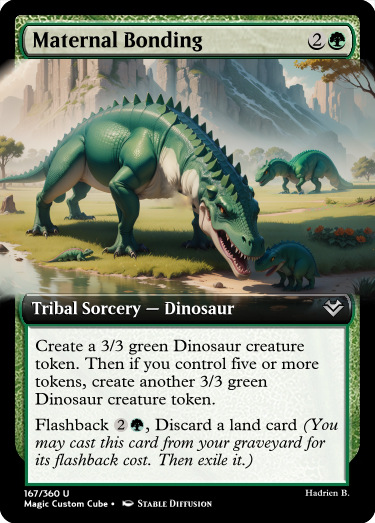 Maternal Bonding 2
Tribal Sorcery — Dinosaur
Create a 3/3 green Dinosaur creature
token. Then if you control five or more
tokens, create another 3/3 green
Dinosaur creature token.
Flashback 2, Discard a land card (You
may cast this card from your graveyard for
its flashback cost. Then exile it.)
167/360 U Hadrien B.
Magic Custom Cube • Stable Diffusion